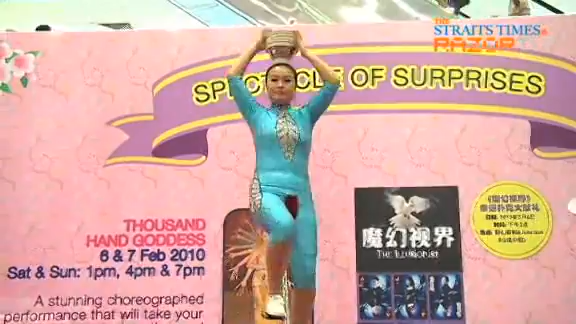 THE
STRAITS TIMES
RAZOR
SPECTACLE OF SURPRISES
THOUSAND
HAND GODDESS
6 & 7 Feb 2010
Sat & Sun: 1pm, 4pm & 7pm
A stunning choreographed
performance that will take your
魔幻视界
THE ILLUSIONIST